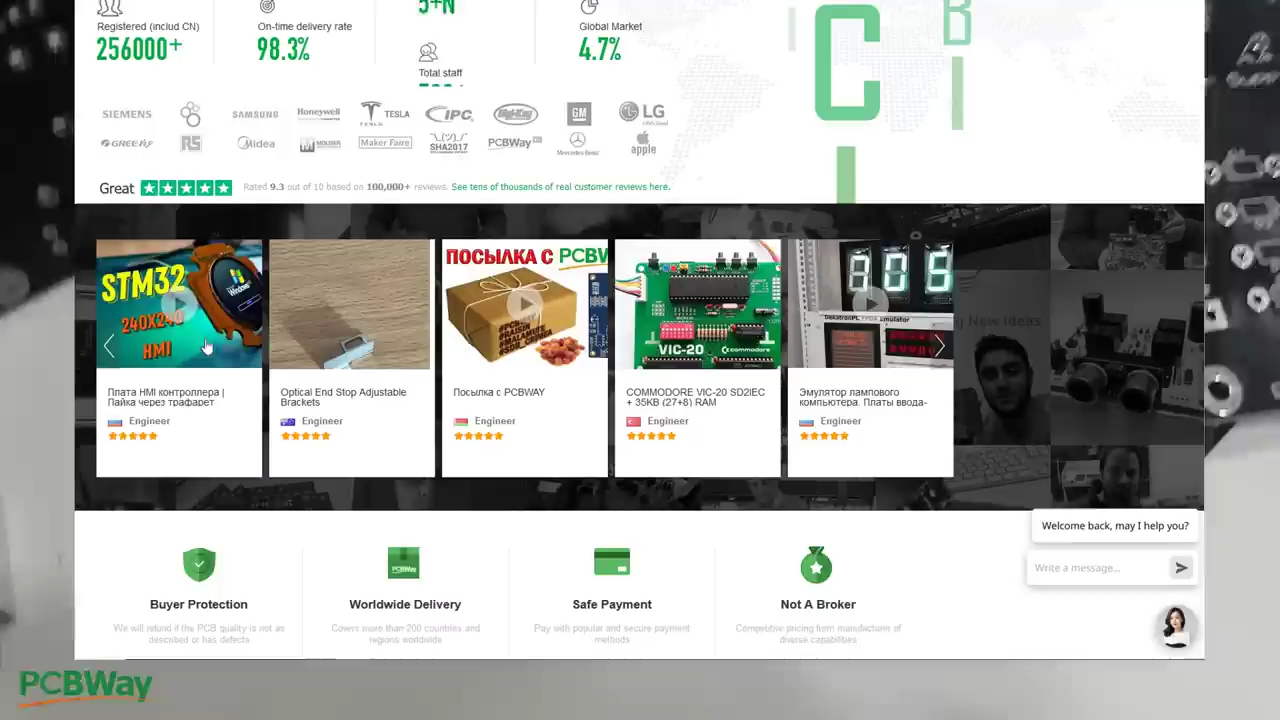 5+N
Registered (includ CN)
256000+
On-time delivery rate
98.3%
Total staff
Global Market
4.7%
SIEMENS
SAMSUNG
Honeywell
TESLA
IPC
GM
LG
GREE
RS
Midea
Maker Faire
SHA2017
PCBWay
Mercedes-Benz
apple
C
B
Great
Rated 9.3 out of 10 based on 100,000+ reviews. See tens of thousands of real customer reviews here.
STM32
240X240
HMI
Плата HMI контроллера |
Пайка через трафарет
Engineer
Optical End Stop Adjustable
Brackets
Engineer
ПОСЫЛКА С PCBW
Посылка с PCBWAY
Engineer
VIC-20
commodore
COMMODORE VIC-20 SD2IEC
+ 35KB (27+8) RAM
Engineer
DekatronPC FPGA Emulator
Эмулятор лампового
компьютера. Платы ввода-
Engineer
New Ideas
Welcome back, may I help you?
Write a message...
Buyer Protection
We will refund if the PCB quality is not as
described or has defects
PCBWay
Worldwide Delivery
Covers more than 200 countries and
regions worldwide
Safe Payment
Pay with popular and secure payment
methods
Not A Broker
Competitive pricing from manufacturer of
diverse capabilities
PCBWay